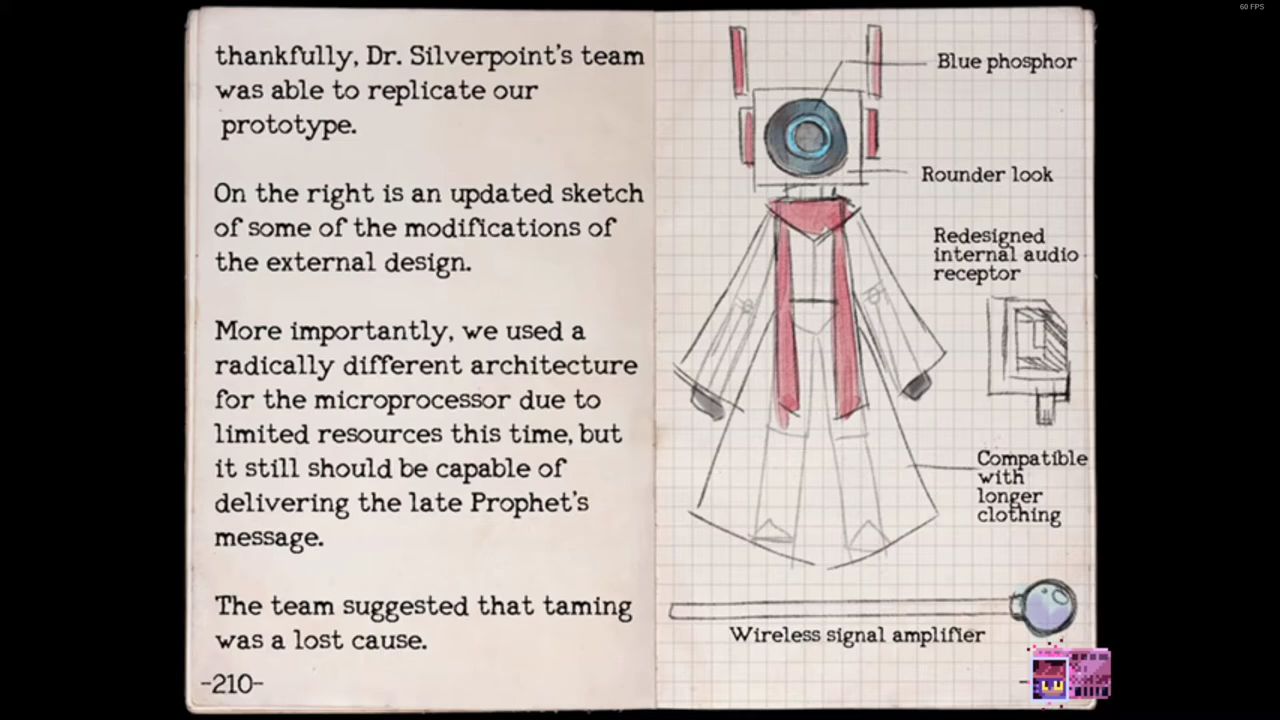 60 FPS
thankfully, Dr. Silverpoint's team
was able to replicate our
prototype.
On the right is an updated sketch
of some of the modifications of
the external design.
More importantly, we used a
radically different architecture
for the microprocessor due to
limited resources this time, but
it still should be capable of
delivering the late Prophet's
message.
The team suggested that taming
was a lost cause.
-210-
Blue phosphor
Rounder look
Redesigned
internal audio
receptor
Compatible
with
longer
clothing
Wireless signal amplifier